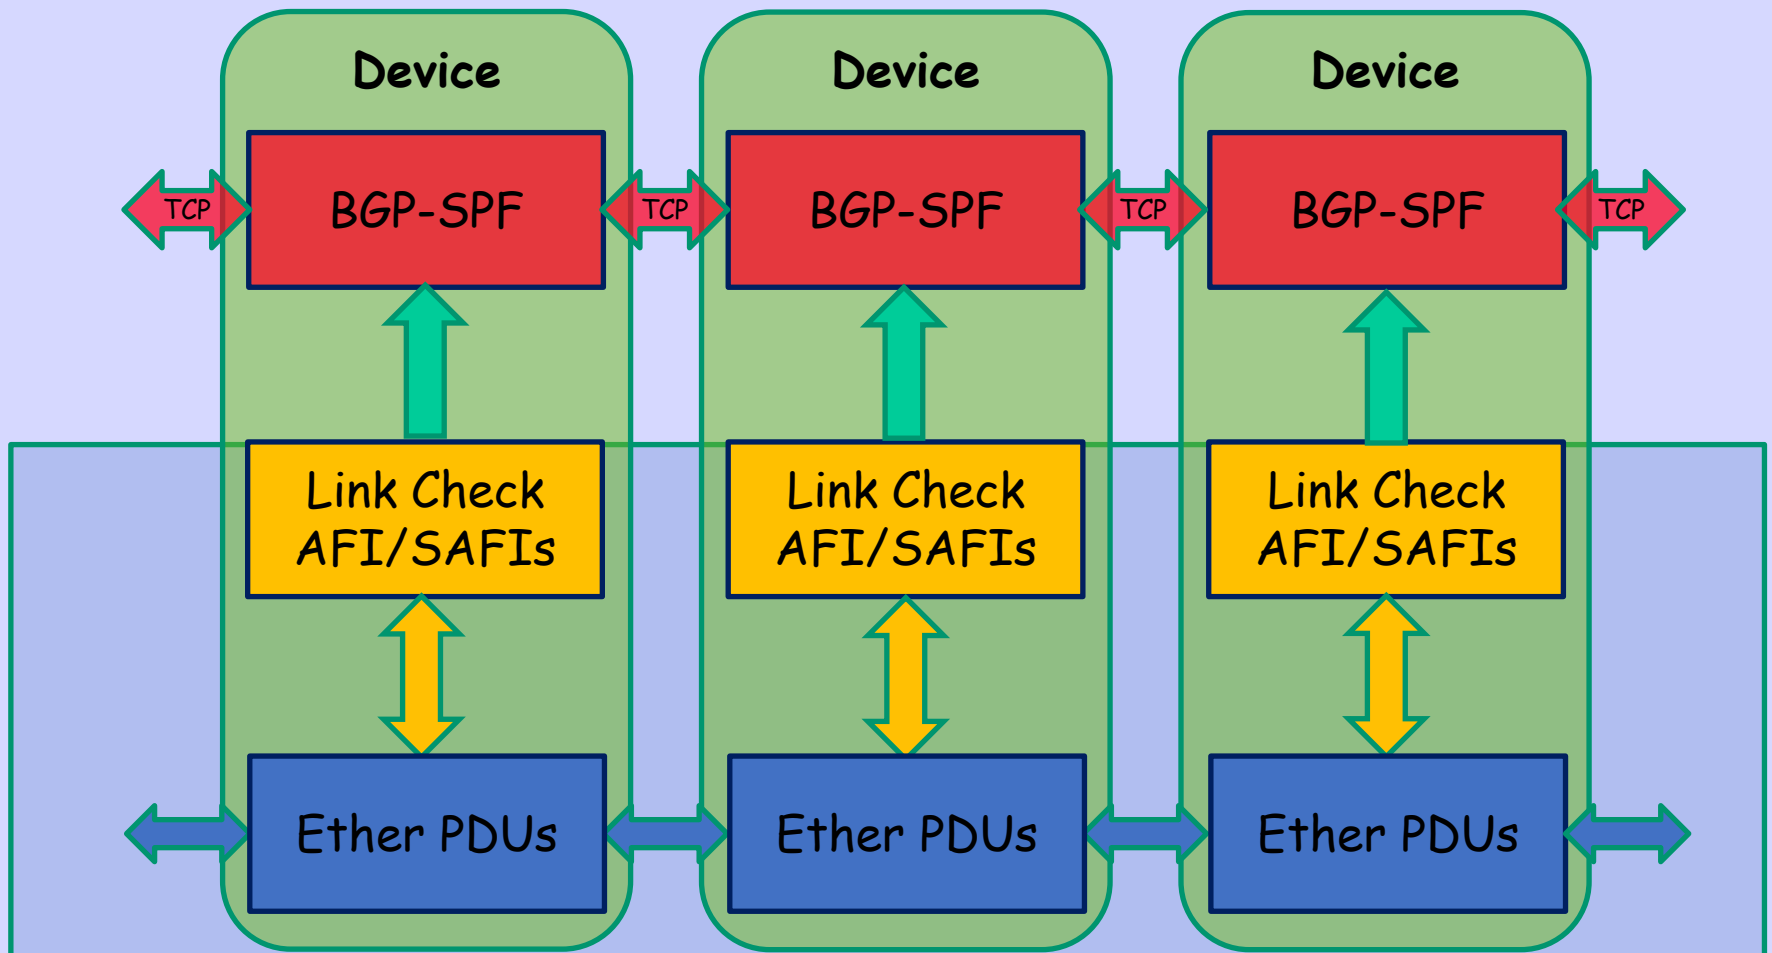 Device
Device
Device
TCP
BGP-SPF
TCP
BGP-SPF
TCP
BGP-SPF
TCP
Link Check
AFI/SAFIs
Link Check
AFI/SAFIs
Link Check
AFI/SAFIs
Ether PDUs
Ether PDUs
Ether PDUs